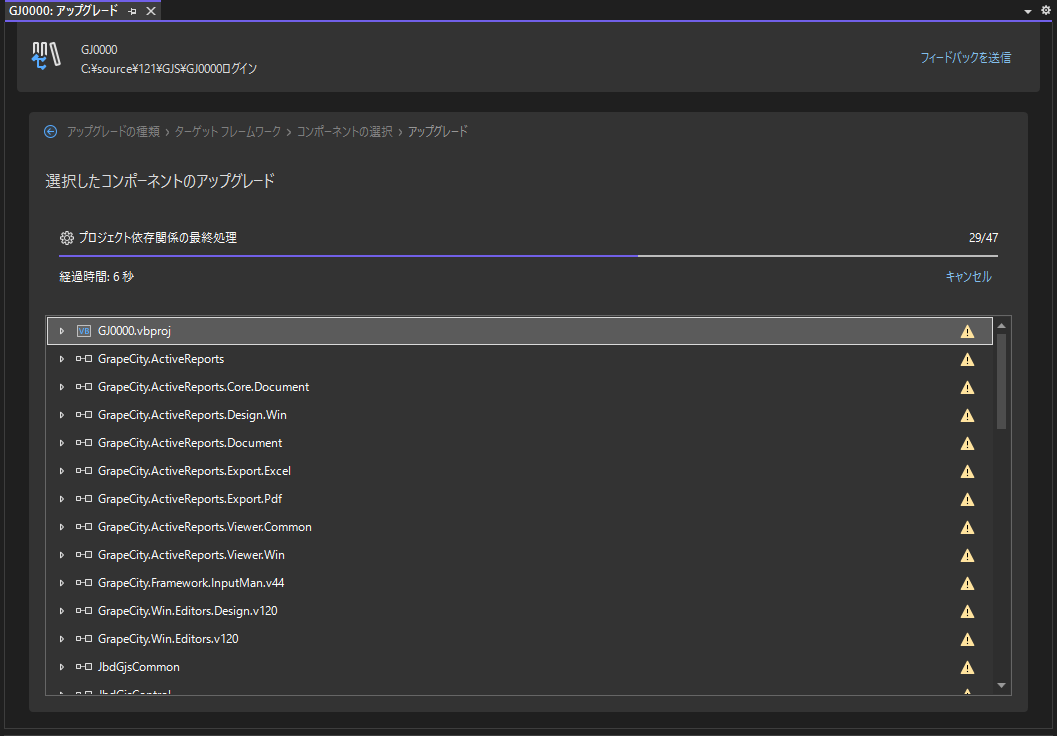 GJ0000: アップグレード
GJ0000
C:¥source¥121¥GJS¥GJ0000ログイン
フィードバックを送信
アップグレードの種類 › ターゲット フレームワーク › コンポーネントの選択 › アップグレード
選択したコンポーネントのアップグレード
プロジェクト依存関係の最終処理
29/47
経過時間: 6 秒
キャンセル
VB GJ0000.vbproj
GrapeCity.ActiveReports
GrapeCity.ActiveReports.Core.Document
GrapeCity.ActiveReports.Design.Win
GrapeCity.ActiveReports.Document
GrapeCity.ActiveReports.Export.Excel
GrapeCity.ActiveReports.Export.Pdf
GrapeCity.ActiveReports.Viewer.Common
GrapeCity.ActiveReports.Viewer.Win
GrapeCity.Framework.InputMan.v44
GrapeCity.Win.Editors.Design.v120
GrapeCity.Win.Editors.v120
JbdGjsCommon
JbdGjsControl